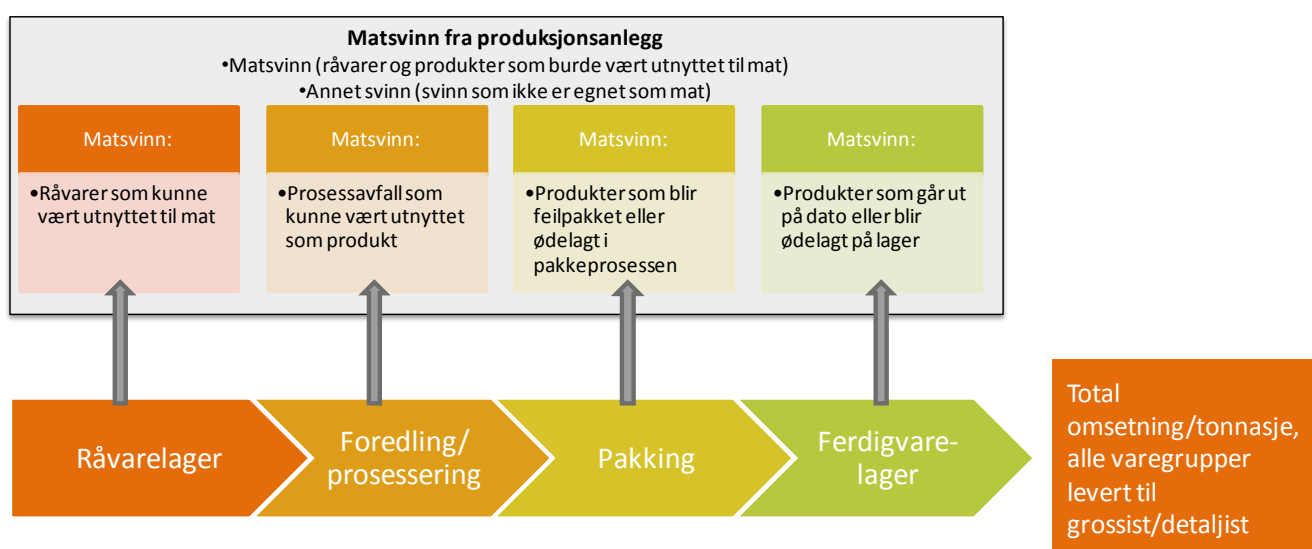 Matsvinn fra produksjonsanlegg
•Matsvinn (råvarer og produkter som burde vært utnyttet til mat)
•Annet svinn (svinn som ikke er egnet som mat)
Matsvinn:
•Råvarer som kunne
vært utnyttet til mat
Matsvinn:
•Prosessavfall som
kunne vært utnyttet
som produkt
Matsvinn:
•Produkter som blir
feilpakket eller
ødelagt i
pakkeprosessen
Matsvinn:
•Produkter som går ut
på dato eller blir
ødelagt på lager
Råvarelager
Foredling/
prosessering
Pakking
Ferdigvare-
lager
Total
omsetning/tonnasje,
alle varegrupper
levert til
grossist/detaljist